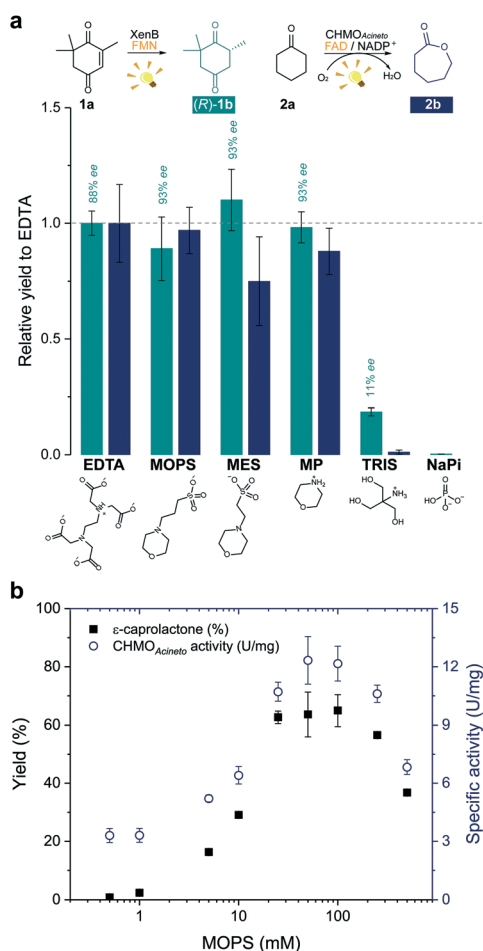 a
XenB
FMN
CHMOAcineto
FAD / NADP+
O2
H2O
O
O
O
O
O
O
O
1a
(R)-1b
2a
2b
Relative yield to EDTA
1.5
1.0
0.5
0.0
88% ee
93% ee
93% ee
93% ee
11% ee
EDTA
MOPS
MES
MP
TRIS
NaPi
b
ε-caprolactone (%)
CHMOAcineto activity (U/mg)
Yield (%)
100
80
60
40
20
0
Specific activity (U/mg)
15
12
9
6
3
0
1
10
100
MOPS (mM)